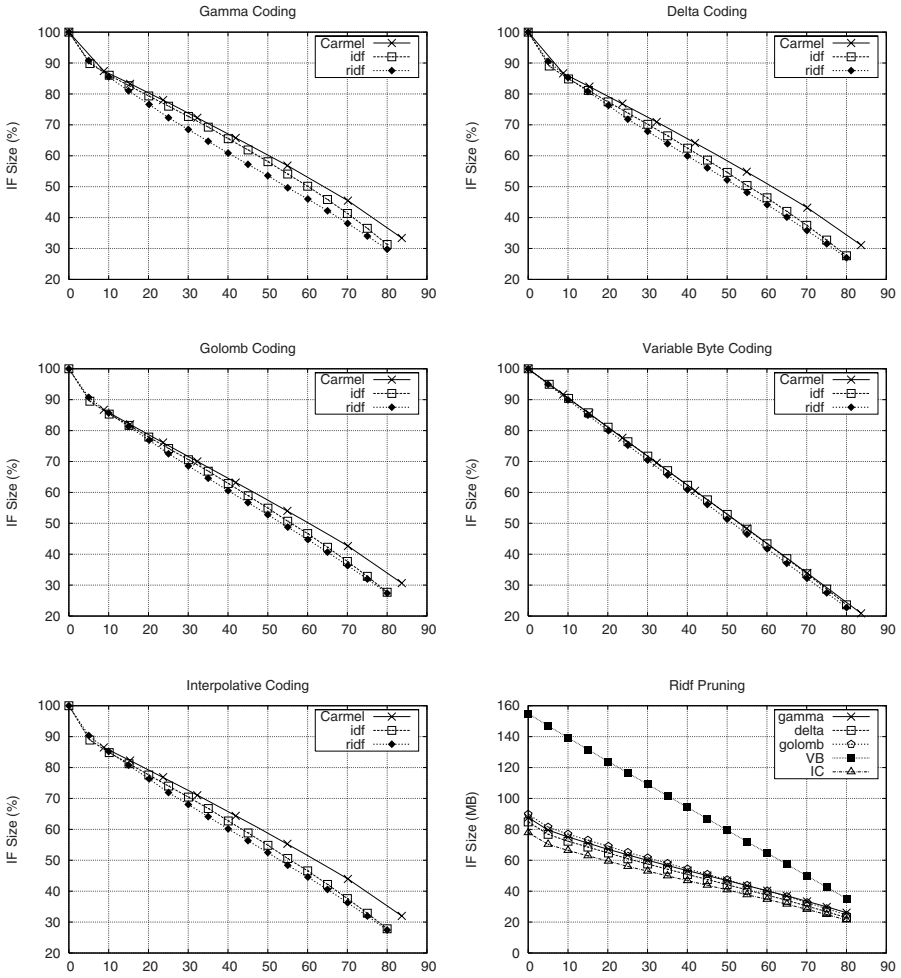 Gamma Coding
IF Size (%)
100
90
80
70
60
50
40
30
20
0 10 20 30 40 50 60 70 80 90
Carmel
idf
ridf
Delta Coding
IF Size (%)
100
90
80
70
60
50
40
30
20
0 10 20 30 40 50 60 70 80 90
Carmel
idf
ridf
Golomb Coding
IF Size (%)
100
90
80
70
60
50
40
30
20
0 10 20 30 40 50 60 70 80 90
Carmel
idf
ridf
Variable Byte Coding
IF Size (%)
100
90
80
70
60
50
40
30
20
0 10 20 30 40 50 60 70 80 90
Carmel
idf
ridf
Interpolative Coding
IF Size (%)
100
90
80
70
60
50
40
30
20
0 10 20 30 40 50 60 70 80 90
Carmel
idf
ridf
Ridf Pruning
IF Size (MB)
160
140
120
100
80
60
40
20
0
0 10 20 30 40 50 60 70 80 90
gamma
delta
golomb
VB
IC